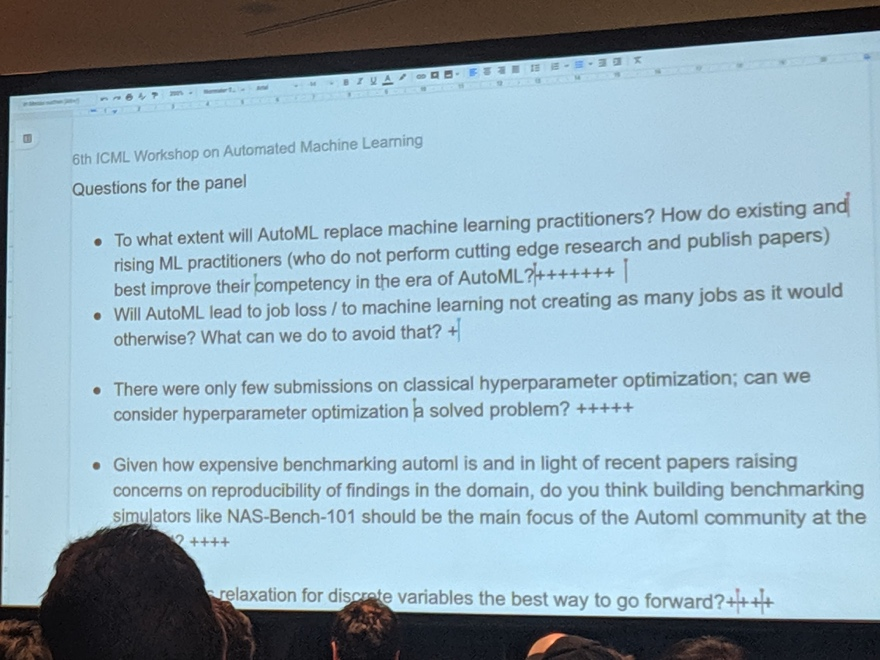 6th ICML Workshop on Automated Machine Learning
Questions for the panel
• To what extent will AutoML replace machine learning practitioners? How do existing and
rising ML practitioners (who do not perform cutting edge research and publish papers)
best improve their competency in the era of AutoML?+++++++
• Will AutoML lead to job loss / to machine learning not creating as many jobs as it would
otherwise? What can we do to avoid that? +
• There were only few submissions on classical hyperparameter optimization; can we
consider hyperparameter optimization a solved problem? +++++
• Given how expensive benchmarking automl is and in light of recent papers raising
concerns on reproducibility of findings in the domain, do you think building benchmarking
simulators like NAS-Bench-101 should be the main focus of the Automl community at the
? ++++
relaxation for discrete variables the best way to go forward?++++